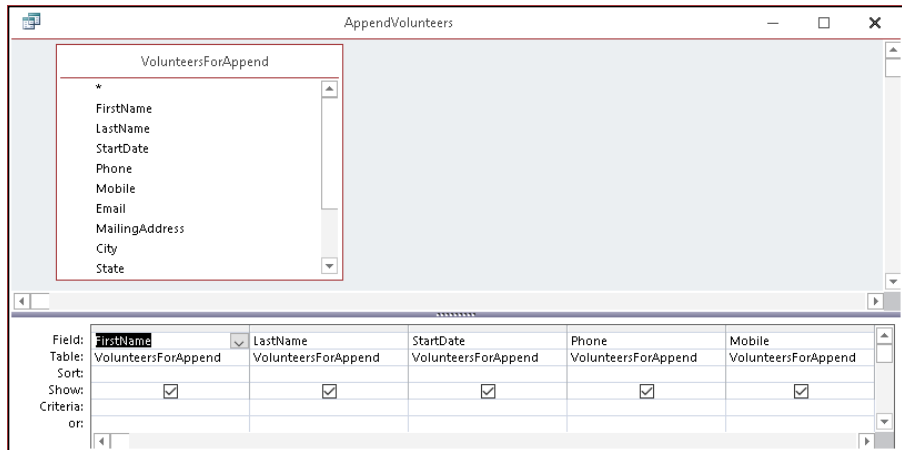 AppendVolunteers
VolunteersForAppend
*
FirstName
LastName
StartDate
Phone
Mobile
Email
MailingAddress
City
State
Field: FirstName LastName StartDate Phone Mobile
Table: VolunteersForAppend VolunteersForAppend VolunteersForAppend VolunteersForAppend VolunteersForAppend
Sort:
Show:
Criteria:
or: